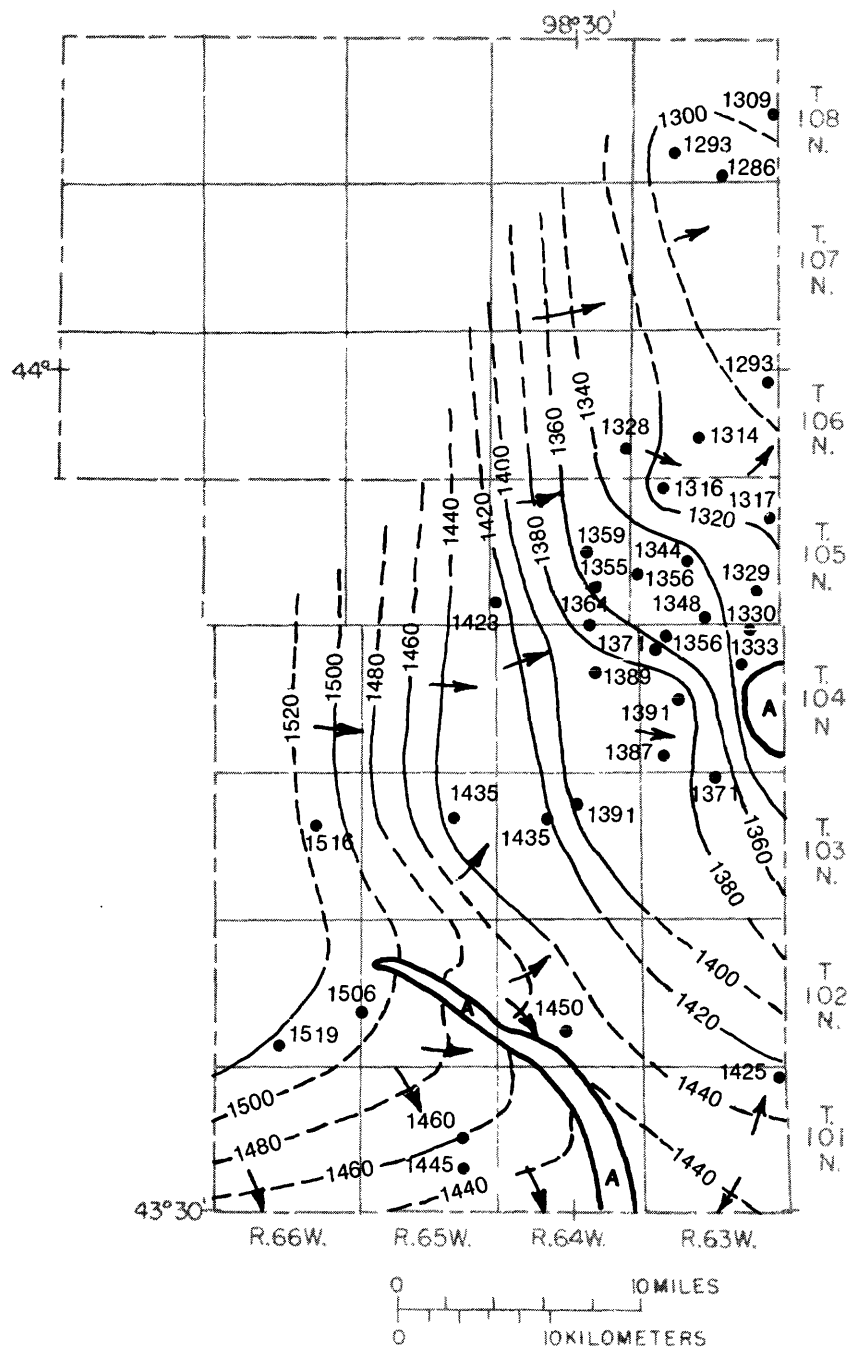 98°30'
1309
T
108
N.
1300
1293
1286
T.
107
N.
44°
1293
T
106
N.
1340
1328
1314
1360
1400
1316
1317
1420
1440
1320
1380
1359
1344
T.
105
N.
1355
1356
1329
1423
1364
1348
1330
1460
1371
1356
1333
1500
1480
1389
T.
104
N
1520
1391
A
1387
1371
1435
1391
1435
1516
1360
T.
103
N.
1380
1400
T
102
N.
1506
A
1450
1420
1519
1425
1500
1440
T.
101
N.
1460
1480
1445
1460
1440
A
1440
43°30'
R.66W.
R.65W.
R.64W.
R.63W.
0
10 MILES
0
10 KILOMETERS